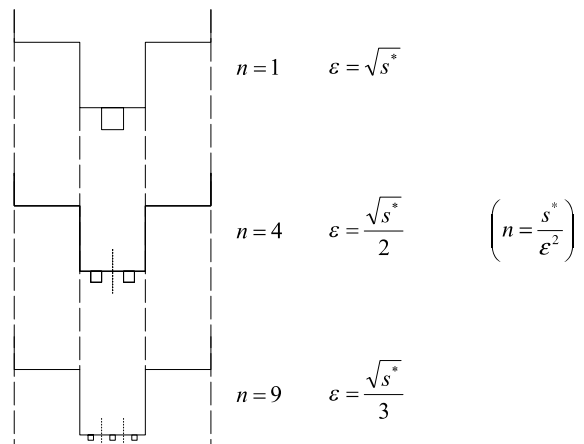 n = 1 ε = √s*
n = 4 ε = √s*/2 (n = s*/ε²)
n = 9 ε = √s*/3